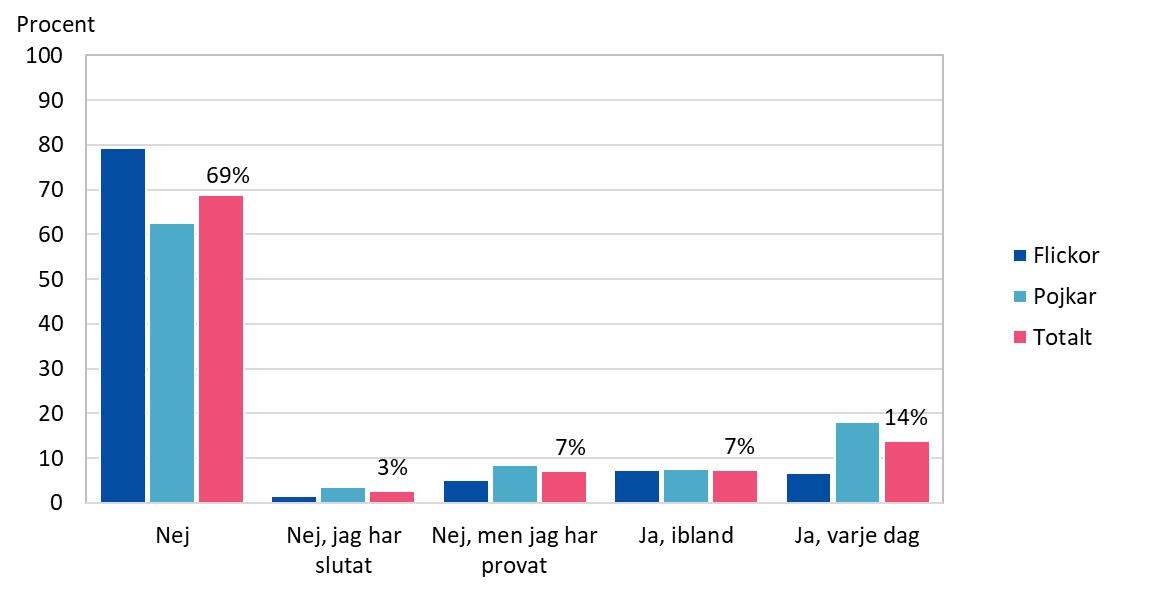 Procent
100
90
80
70
60
50
40
30
20
10
0
69%
3%
7%
7%
14%
Nej
Nej, jag har
slutat
Nej, men jag har
provat
Ja, ibland
Ja, varje dag
Flickor
Pojkar
Totalt